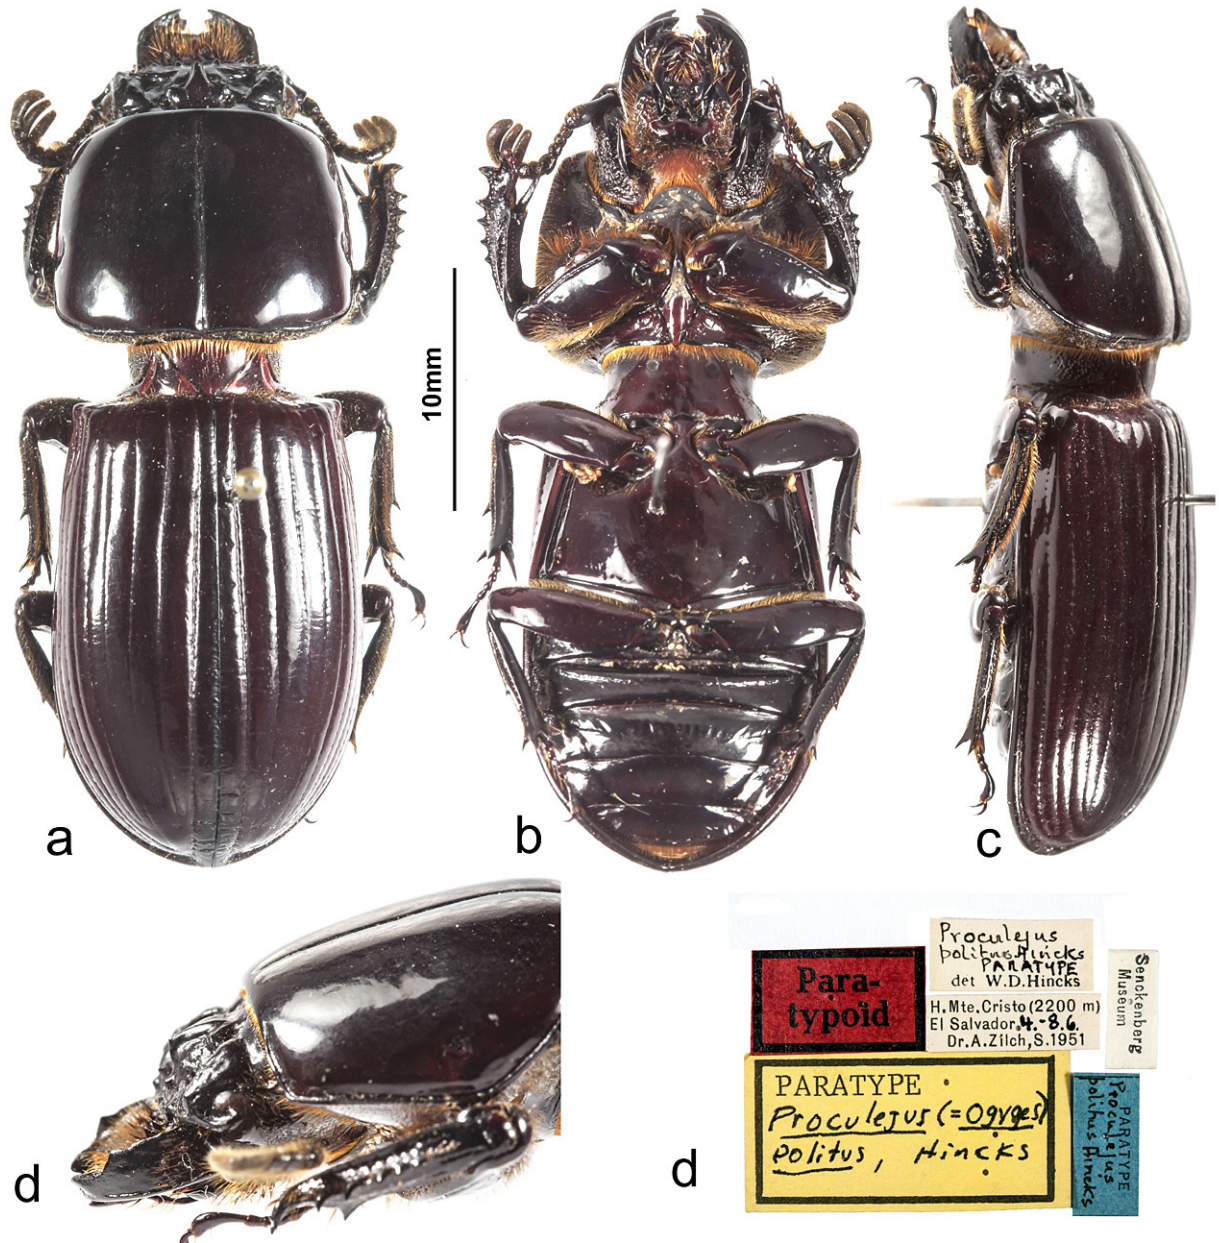 a
10mm
b
c
d
Para-
typoid
Proculejus
politus Hincks
PARATYPE
det W.D.Hincks
H.Mte.Cristo (2200 m)
El Salvador, 4.-8.6.
Dr.A.Zilch,S.1951
Senckenberg
Museum
PARATYPE
Proculejus (=Ogyges)
politus, Hincks
PARATYPE
Proculejus
politus Hincks
d